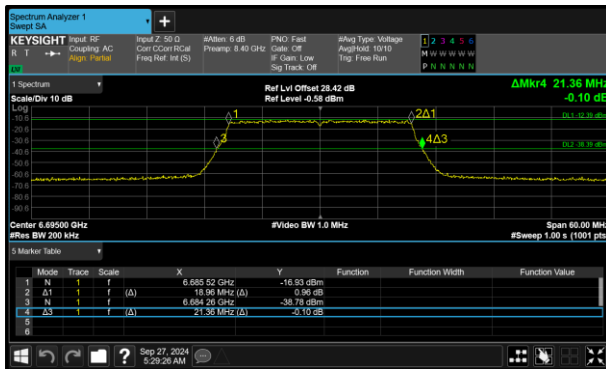 Spectrum Analyzer 1
Swept SA
KEYSIGHT Input: RF Input Z: 50 Ω #Atten: 6 dB PNO: Fast #Avg Type: Voltage 1 2 3 4 5 6
R T Coupling: AC Corr CCorr RCal Preamp: 8.40 GHz Gate: Off Avg|Hold: 10/10 M W W W W W
Align: Partial Freq Ref: Int (S) IF Gain: Low Trig: Free Run
Sig Track: Off P N N N N N
1 Spectrum
Ref Lvl Offset 28.42 dB ΔMkr4 21.36 MHz
Scale/Div 10 dB Ref Level -0.58 dBm -0.10 dB
Log
1 2Δ1
-10.6 DL1 -12.39 dBm
-20.6
-30.6 3 4Δ3
DL2 -38.39 dBm
-40.6
-50.6
-60.6
-70.6
-80.6
-90.6
Center 6.69500 GHz #Video BW 1.0 MHz Span 60.00 MHz
#Res BW 200 kHz #Sweep 1.00 s (1001 pts
5 Marker Table
Mode Trace Scale X Y Function Function Width Function Value
1 N 1 f 6.685 52 GHz -16.93 dBm
2 Δ1 1 f (Δ) 18.96 MHz (Δ) 0.96 dB
3 N 1 f 6.684 26 GHz -38.78 dBm
4 Δ3 1 f (Δ) 21.36 MHz (Δ) -0.10 dB
5
6
? Sep 27, 2024
5:29:26 AM